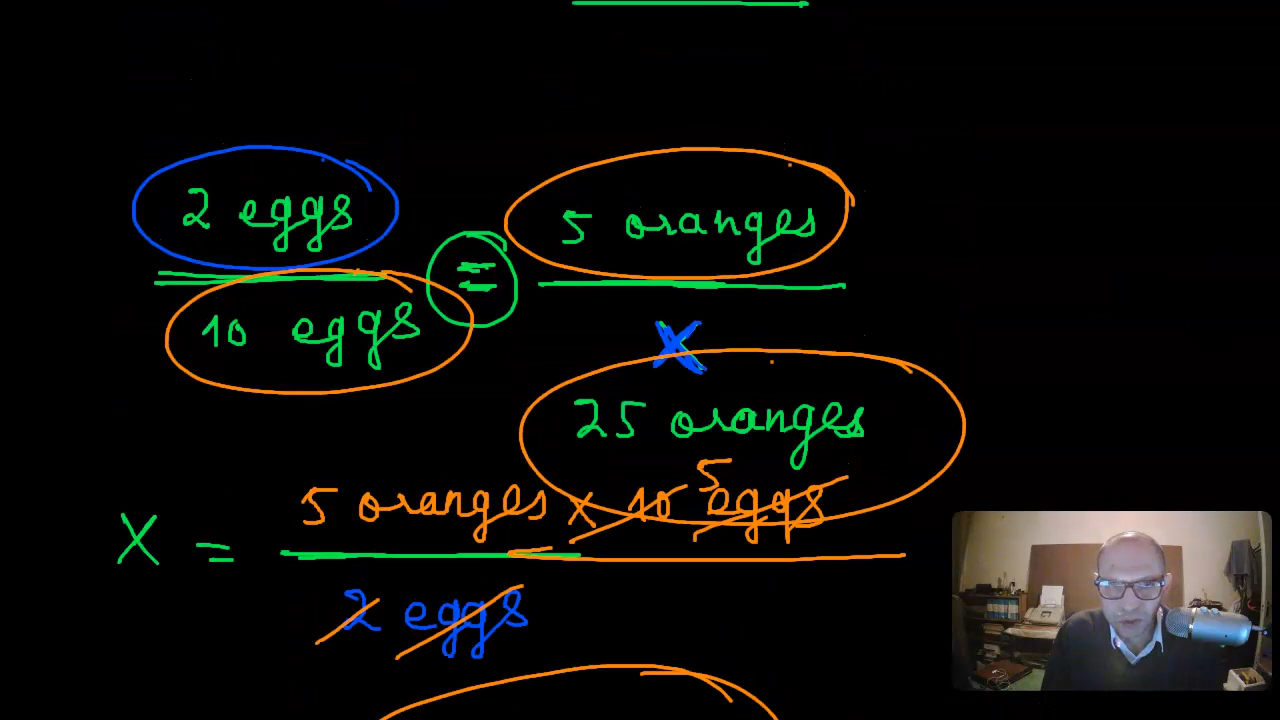 2 eggs = 5 oranges
10 eggs X
25 oranges
5
X = 5 oranges x 10 eggs
2 eggs